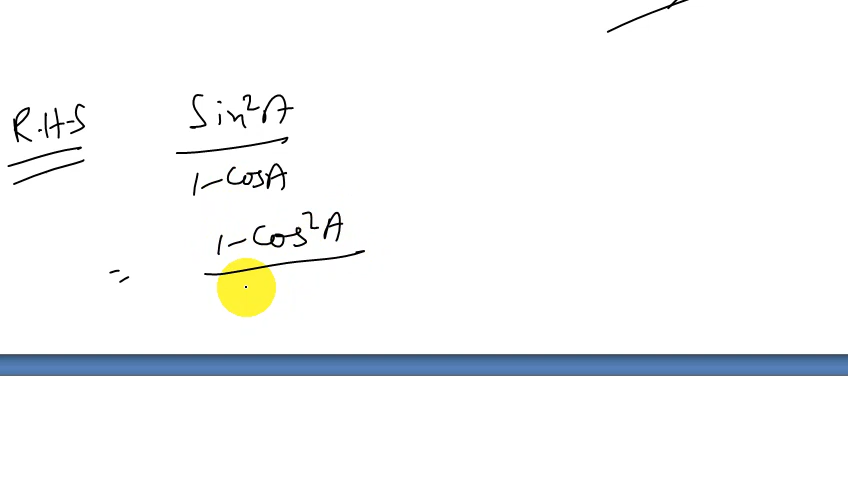 R.H.S
Sin²A
1-CosA
1-Cos²A
=